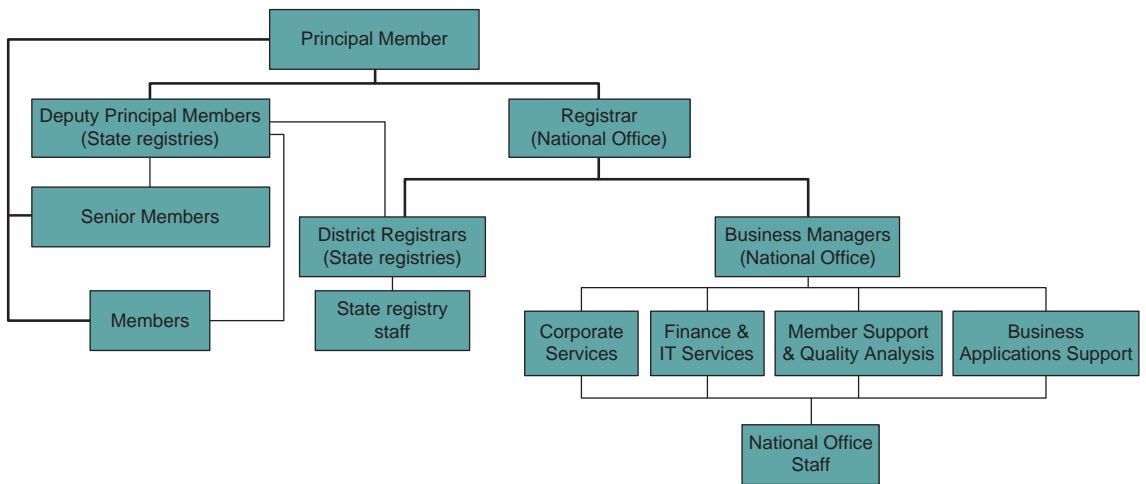 Principal Member
Deputy Principal Members
(State registries)
Registrar
(National Office)
Senior Members
District Registrars
(State registries)
Business Managers
(National Office)
Members
State registry
staff
Corporate
Services
Finance &
IT Services
Member Support
& Quality Analysis
Business
Applications Support
National Office
Staff